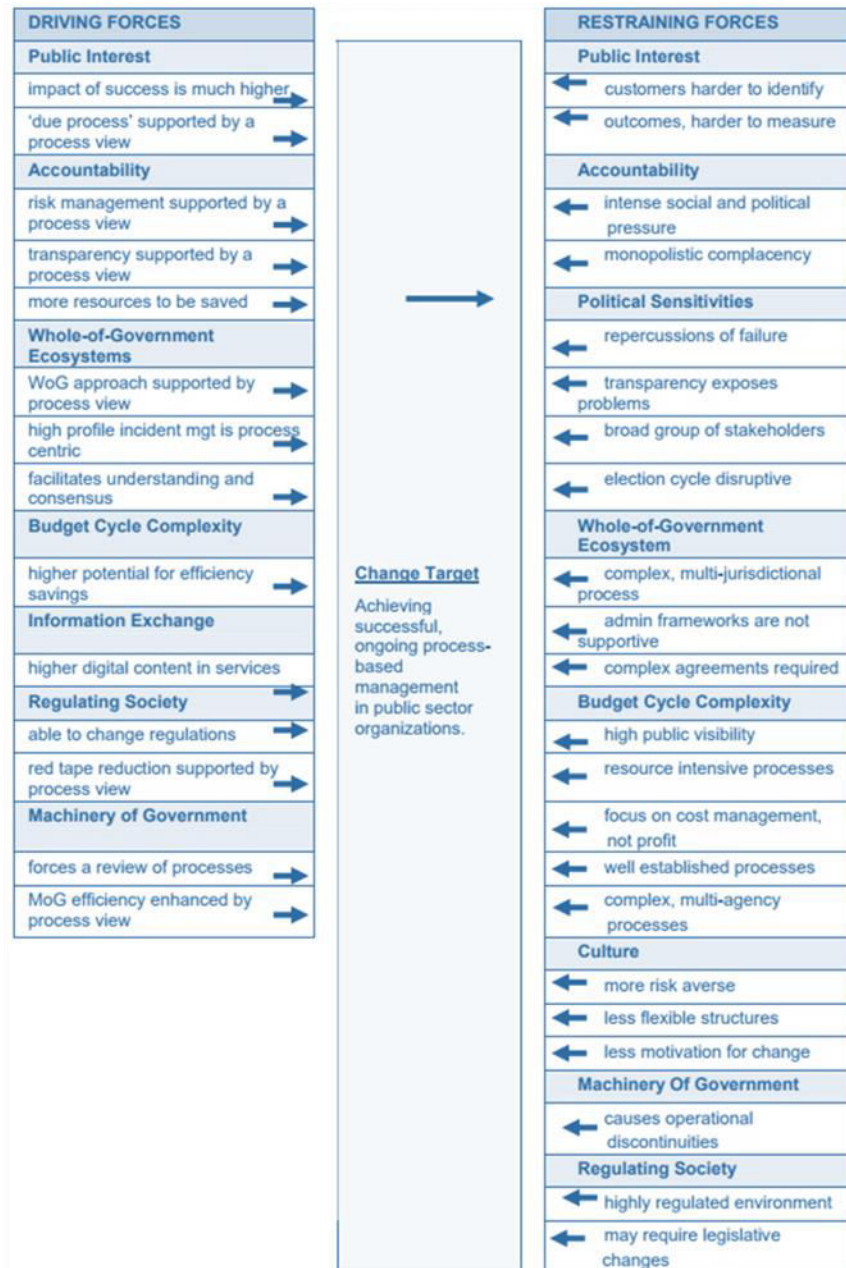 DRIVING FORCES
Public Interest
impact of success is much higher
'due process' supported by a
process view
Accountability
risk management supported by a
process view
transparency supported by a
process view
more resources to be saved
Whole-of-Government
Ecosystems
WoG approach supported by
process view
high profile incident mgt is process
centric
facilitates understanding and
consensus
Budget Cycle Complexity
higher potential for efficiency
savings
Information Exchange
higher digital content in services
Regulating Society
able to change regulations
red tape reduction supported by
process view
Machinery of Government
forces a review of processes
MoG efficiency enhanced by
process view
Change Target
Achieving
successful,
ongoing process-
based
management
in public sector
organizations.
RESTRAINING FORCES
Public Interest
customers harder to identify
outcomes, harder to measure
Accountability
intense social and political
pressure
monopolistic complacency
Political Sensitivities
repercussions of failure
transparency exposes
problems
broad group of stakeholders
election cycle disruptive
Whole-of-Government
Ecosystem
complex, multi-jurisdictional
process
admin frameworks are not
supportive
complex agreements required
Budget Cycle Complexity
high public visibility
resource intensive processes
focus on cost management,
not profit
well established processes
complex, multi-agency
processes
Culture
more risk averse
less flexible structures
less motivation for change
Machinery Of Government
causes operational
discontinuities
Regulating Society
highly regulated environment
may require legislative
changes